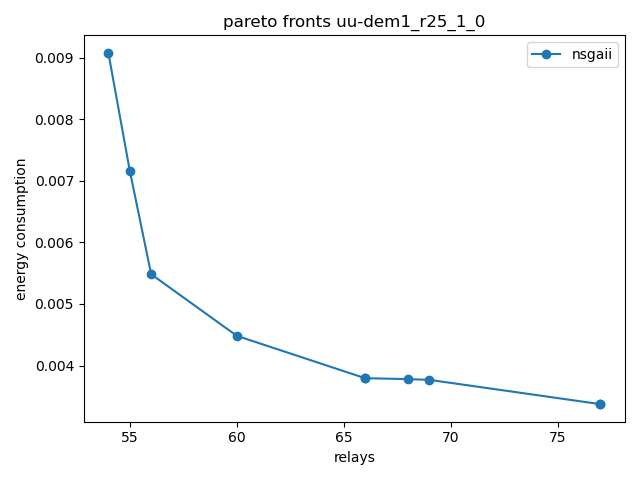 pareto fronts uu-dem1_r25_1_0
nsgaii
0.009
0.008
0.007
0.006
0.005
0.004
energy consumption
55 60 65 70 75
relays